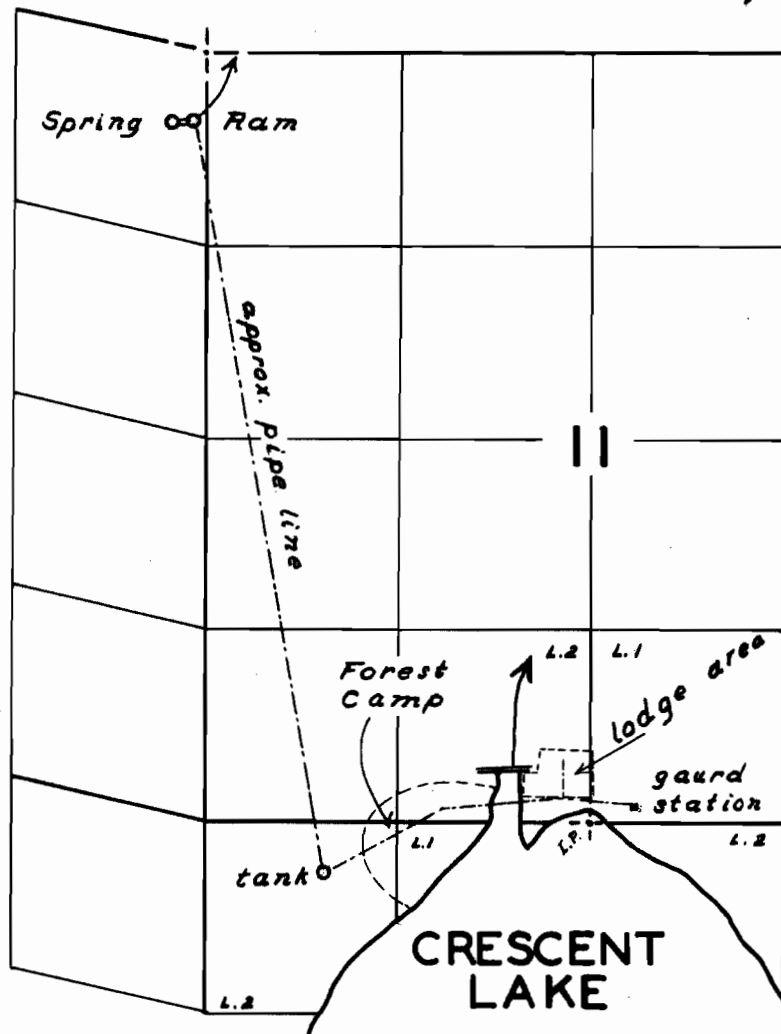 Spring
Ram
approx. pipe line
11
L.2
L.1
lodge area
Forest
Camp
gaurd
station
L.1
I.P.
L.2
tank
CRESCENT
LAKE
L.2